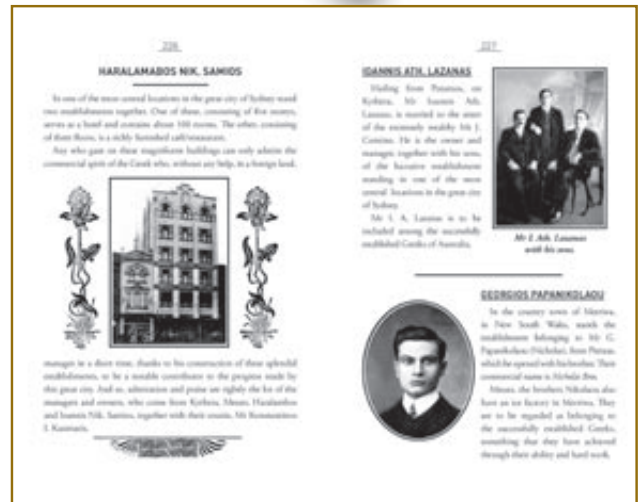 226
HARALAMABOS NIK. SAMIOS
In one of the most central locations in the great city of Sydney stand
two establishments together. One of these, consisting of five storeys,
serves as a hotel and contains about 100 rooms. The other, consisting
of three floors, is a richly furnished café/restaurant.
Any who gaze on these magnificent buildings can only admire the
commercial spirit of the Greek who, without any help, in a foreign land,
manages in a short time, thanks to his construction of these splendid
establishments, to be a notable contributor to the progress made by
this great city. And so, admiration and praise are rightly the lot of the
managers and owners, who come from Kythera, Messrs. Haralambos
and Ioannis Nik. Samios, together with their cousin, Mr Konstantinos
I. Kasimatis.
227
IOANNIS ATH. LAZANAS
Hailing from Potamos, on
Kythera, Mr Ioannis Ath.
Lazanas, is married to the sister
of the extremely wealthy Mr J.
Comino. He is the owner and
manager, together with his sons,
of the lucrative establishment
standing in one of the most
central locations in the great city
of Sydney.
Mr I. A. Lazanas is to be
included among the successfully
established Greeks of Australia.
Mr I. Ath. Lazanas
with his sons.
GEORGIOS PAPANIKOLAOU
In the country town of Merriwa,
in New South Wales, stands the
establishment belonging to Mr G.
Papanikolaou (Nicholas), from Piraeus,
which he opened with his brother. Their
commercial name is Nicholas Bros.
Messrs. the brothers Nikolaou also
have an ice factory in Merriwa. They
are to be regarded as belonging to
the successfully established Greeks,
something that they have achieved
through their ability and hard work.